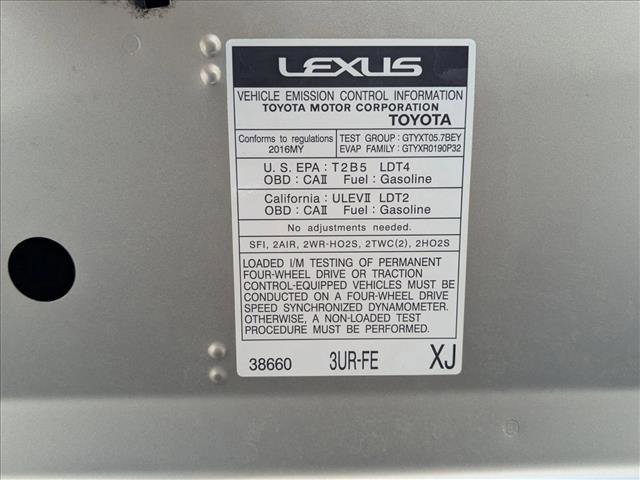 LEXUS
VEHICLE EMISSION CONTROL INFORMATION
TOYOTA MOTOR CORPORATION
TOYOTA
Conforms to regulations
2016MY
TEST GROUP : GTYXT05.7BEY
EVAP FAMILY : GTYXR0190P32
U. S. EPA : T2B5 LDT4
OBD : CAⅡ Fuel : Gasoline
California : ULEVⅡ LDT2
OBD : CAⅡ Fuel : Gasoline
No adjustments needed.
SFI, 2AIR, 2WR-HO2S, 2TWC(2), 2HO2S
LOADED I/M TESTING OF PERMANENT
FOUR-WHEEL DRIVE OR TRACTION
CONTROL-EQUIPPED VEHICLES MUST BE
CONDUCTED ON A FOUR-WHEEL DRIVE
SPEED SYNCHRONIZED DYNAMOMETER.
OTHERWISE, A NON-LOADED TEST
PROCEDURE MUST BE PERFORMED.
38660 3UR-FE XJ